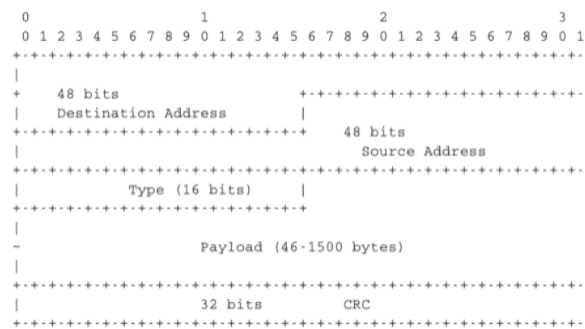 0 1 2 3
0 1 2 3 4 5 6 7 8 9 0 1 2 3 4 5 6 7 8 9 0 1 2 3 4 5 6 7 8 9 0 1
+-+-+-+-+-+-+-+-+-+-+-+-+-+-+-+-+-+-+-+-+-+-+-+-+-+-+-+-+-+-+-+-
|
+ 48 bits +-+-+-+-+-+-+-+-+-+-+-+-+-+-+-+-
| Destination Address |
+-+-+-+-+-+-+-+-+-+-+-+-+-+-+-+-+ 48 bits
| Source Address
+-+-+-+-+-+-+-+-+-+-+-+-+-+-+-+-+-+-+-+-+-+-+-+-+-+-+-+-+-+-+-+-
| Type (16 bits) |
+-+-+-+-+-+-+-+-+-+-+-+-+-+-+-+-+
|
~ Payload (46-1500 bytes)
|
+-+-+-+-+-+-+-+-+-+-+-+-+-+-+-+-+-+-+-+-+-+-+-+-+-+-+-+-+-+-+-+-
| 32 bits CRC
+-+-+-+-+-+-+-+-+-+-+-+-+-+-+-+-+-+-+-+-+-+-+-+-+-+-+-+-+-+-+-+-